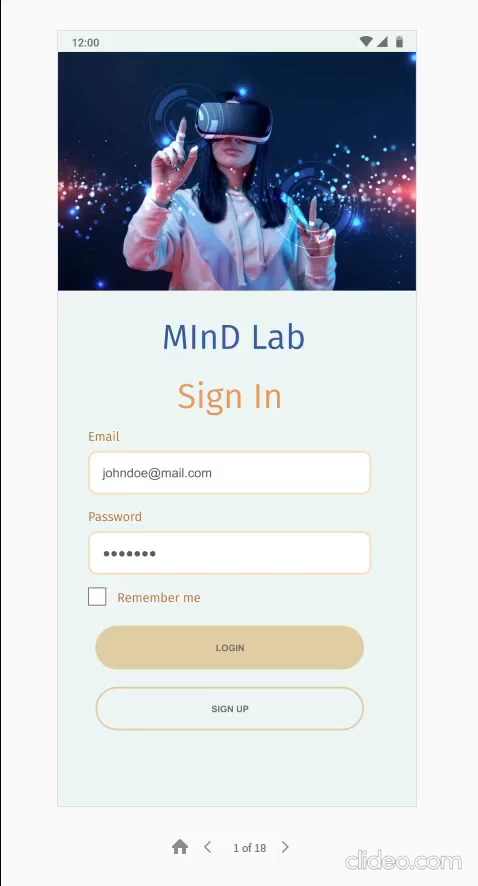 12:00
MInD Lab
Sign In
Email
johndoe@mail.com
Password
•••••••
Remember me
LOGIN
SIGN UP
1 of 18
clideo.com